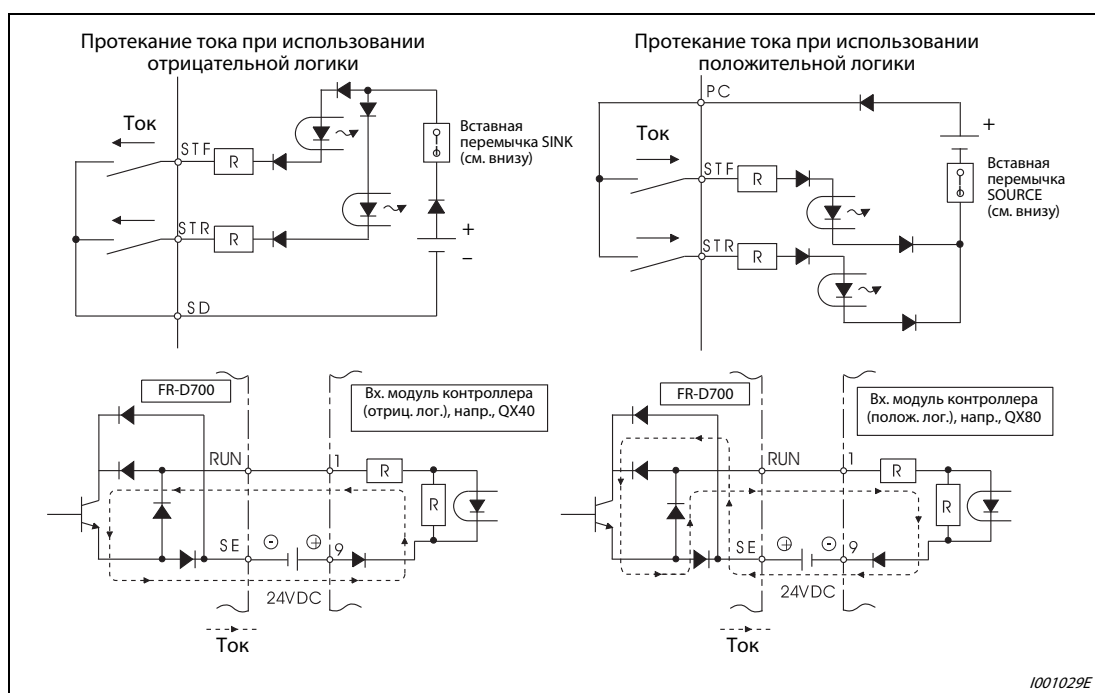 Протекание тока при использовании
отрицательной логики
Ток
STF
R
STR
R
SD
Вставная
перемычка SINK
(см. внизу)
+
–
Протекание тока при использовании
положительной логики
PC
Ток
STF
R
STR
R
+
Вставная
перемычка
SOURCE
(см. внизу)
FR-D700
Вх. модуль контроллера
(отриц. лог.), напр., QX40
RUN
1
R
R
SE
-
+
9
24VDC
Ток
FR-D700
Вх. модуль контроллера
(полож. лог.), напр., QX80
RUN
1
R
R
SE
+
-
9
24VDC
Ток
I001029E